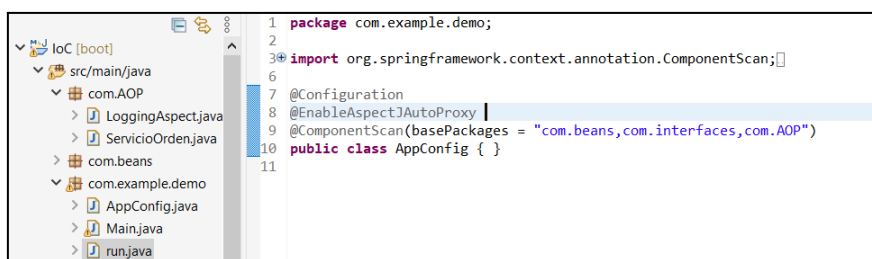 IoC [boot]
src/main/java
com.AOP
LoggingAspect.java
ServicioOrden.java
com.beans
com.example.demo
AppConfig.java
Main.java
run.java
1 package com.example.demo;
2
3 import org.springframework.context.annotation.ComponentScan;
6
7 @Configuration
8 @EnableAspectJAutoProxy
9 @ComponentScan(basePackages = "com.beans,com.interfaces,com.AOP")
10 public class AppConfig { }
11